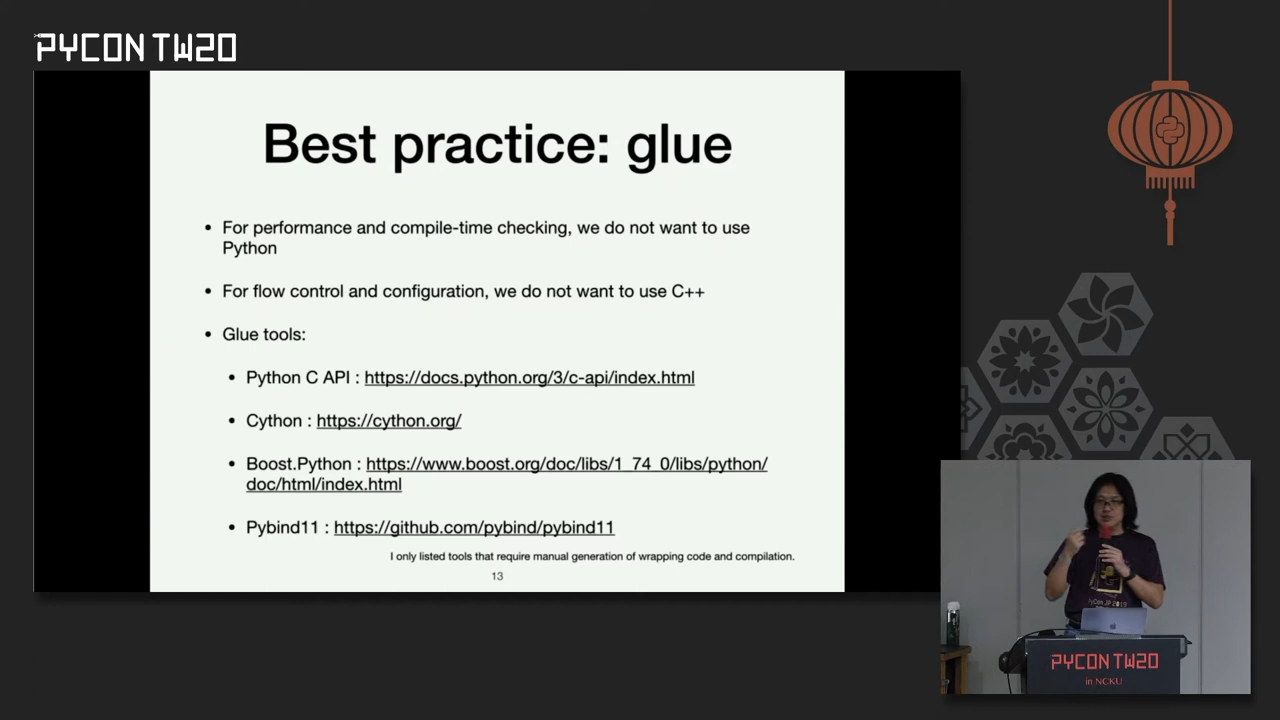 PYCON TW20
Best practice: glue
• For performance and compile-time checking, we do not want to use
Python
• For flow control and configuration, we do not want to use C++
• Glue tools:
• Python C API : https://docs.python.org/3/c-api/index.html
• Cython : https://cython.org/
• Boost.Python : https://www.boost.org/doc/libs/1_74_0/libs/python/
doc/html/index.html
• Pybind11 : https://github.com/pybind/pybind11
I only listed tools that require manual generation of wrapping code and compilation.
13
PyCon JP 2019
PYCON TW20
in NCKU